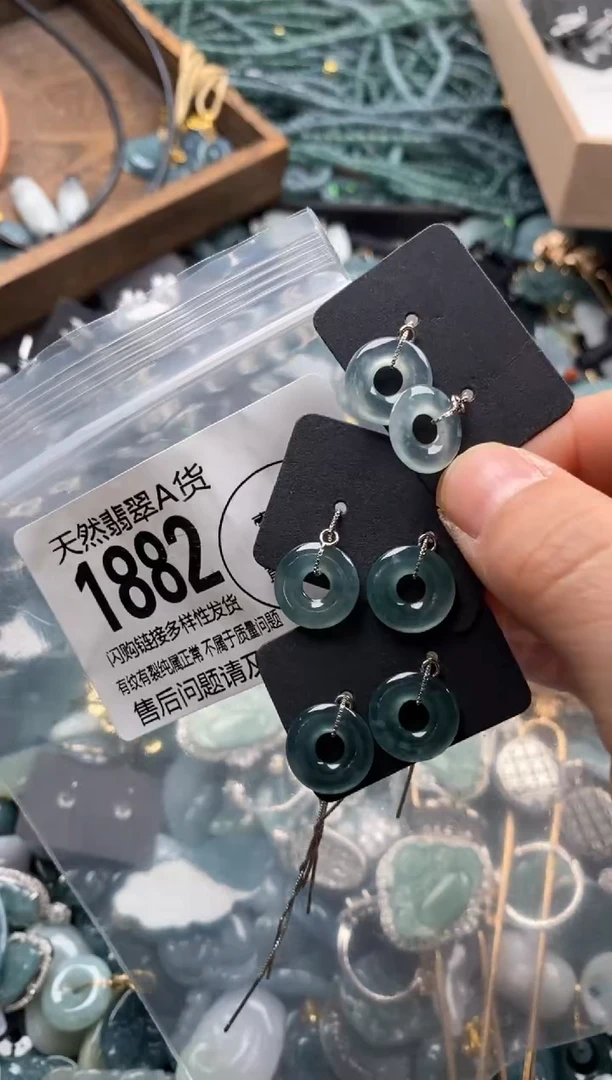 天然翡翠A货
1882
闪购链接多样性发货
有纹有裂纯属正常 不属于质量问题
售后问题请及